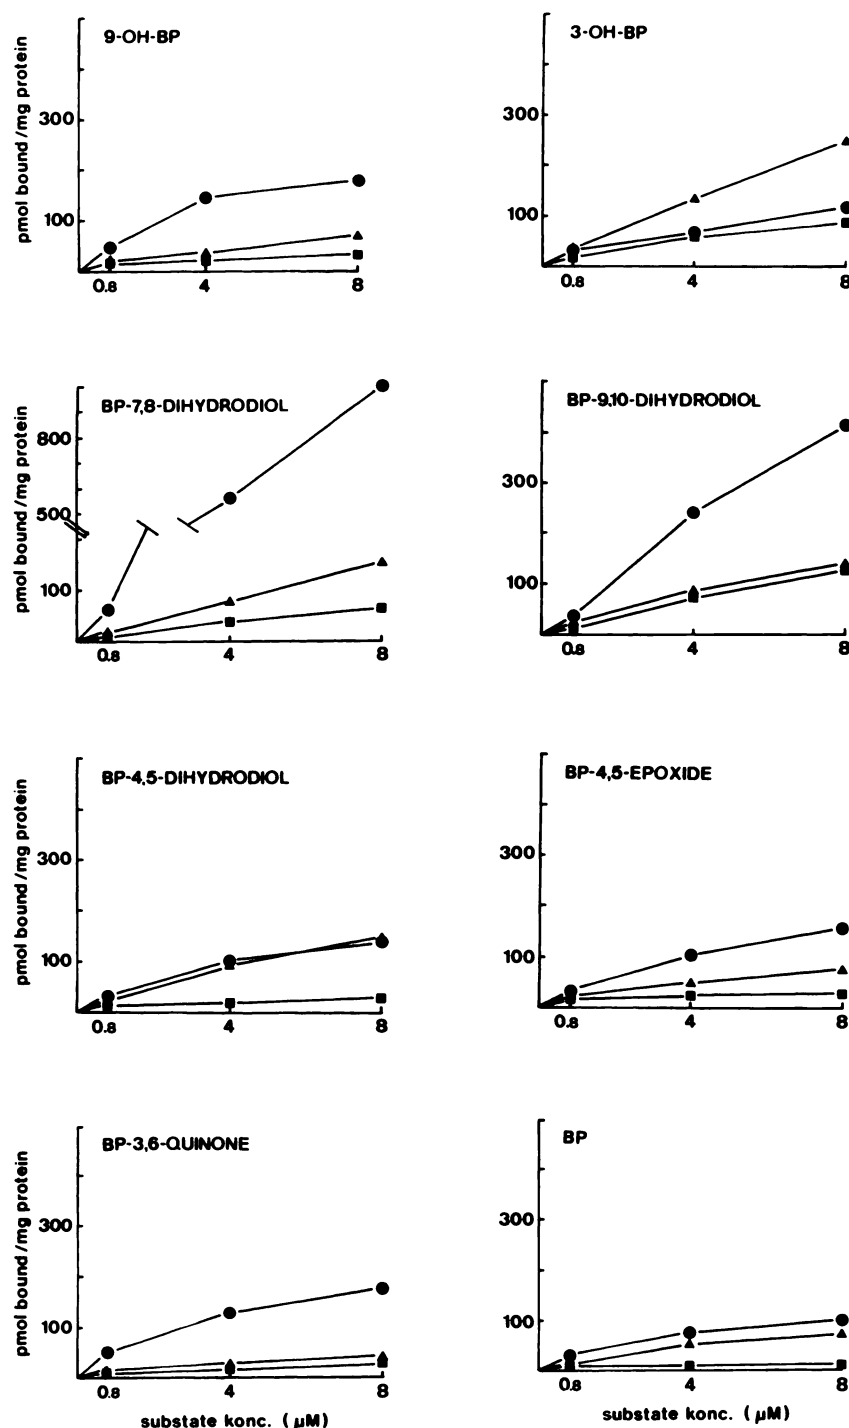 9-OH-BP
3-OH-BP
pmol bound /mg protein
300
100
0.8 4 8
300
100
0.8 4 8
BP-7,8-DIHYDRODIOL
BP-9.10-DIHYDRODIOL
pmol bound /mg protein
800
500
100
0.8 4 8
300
100
0.8 4 8
BP-4,5-DIHYDRODIOL
BP-4,5-EPOXIDE
pmol bound /mg protein
300
100
0.8 4 8
300
100
0.8 4 8
BP-3,6-QUINONE
BP
pmol bound/mg protein
300
100
0.8 4 8
substate konc. ( µM)
300
100
0.8 4 8
substrate konc. ( µM)